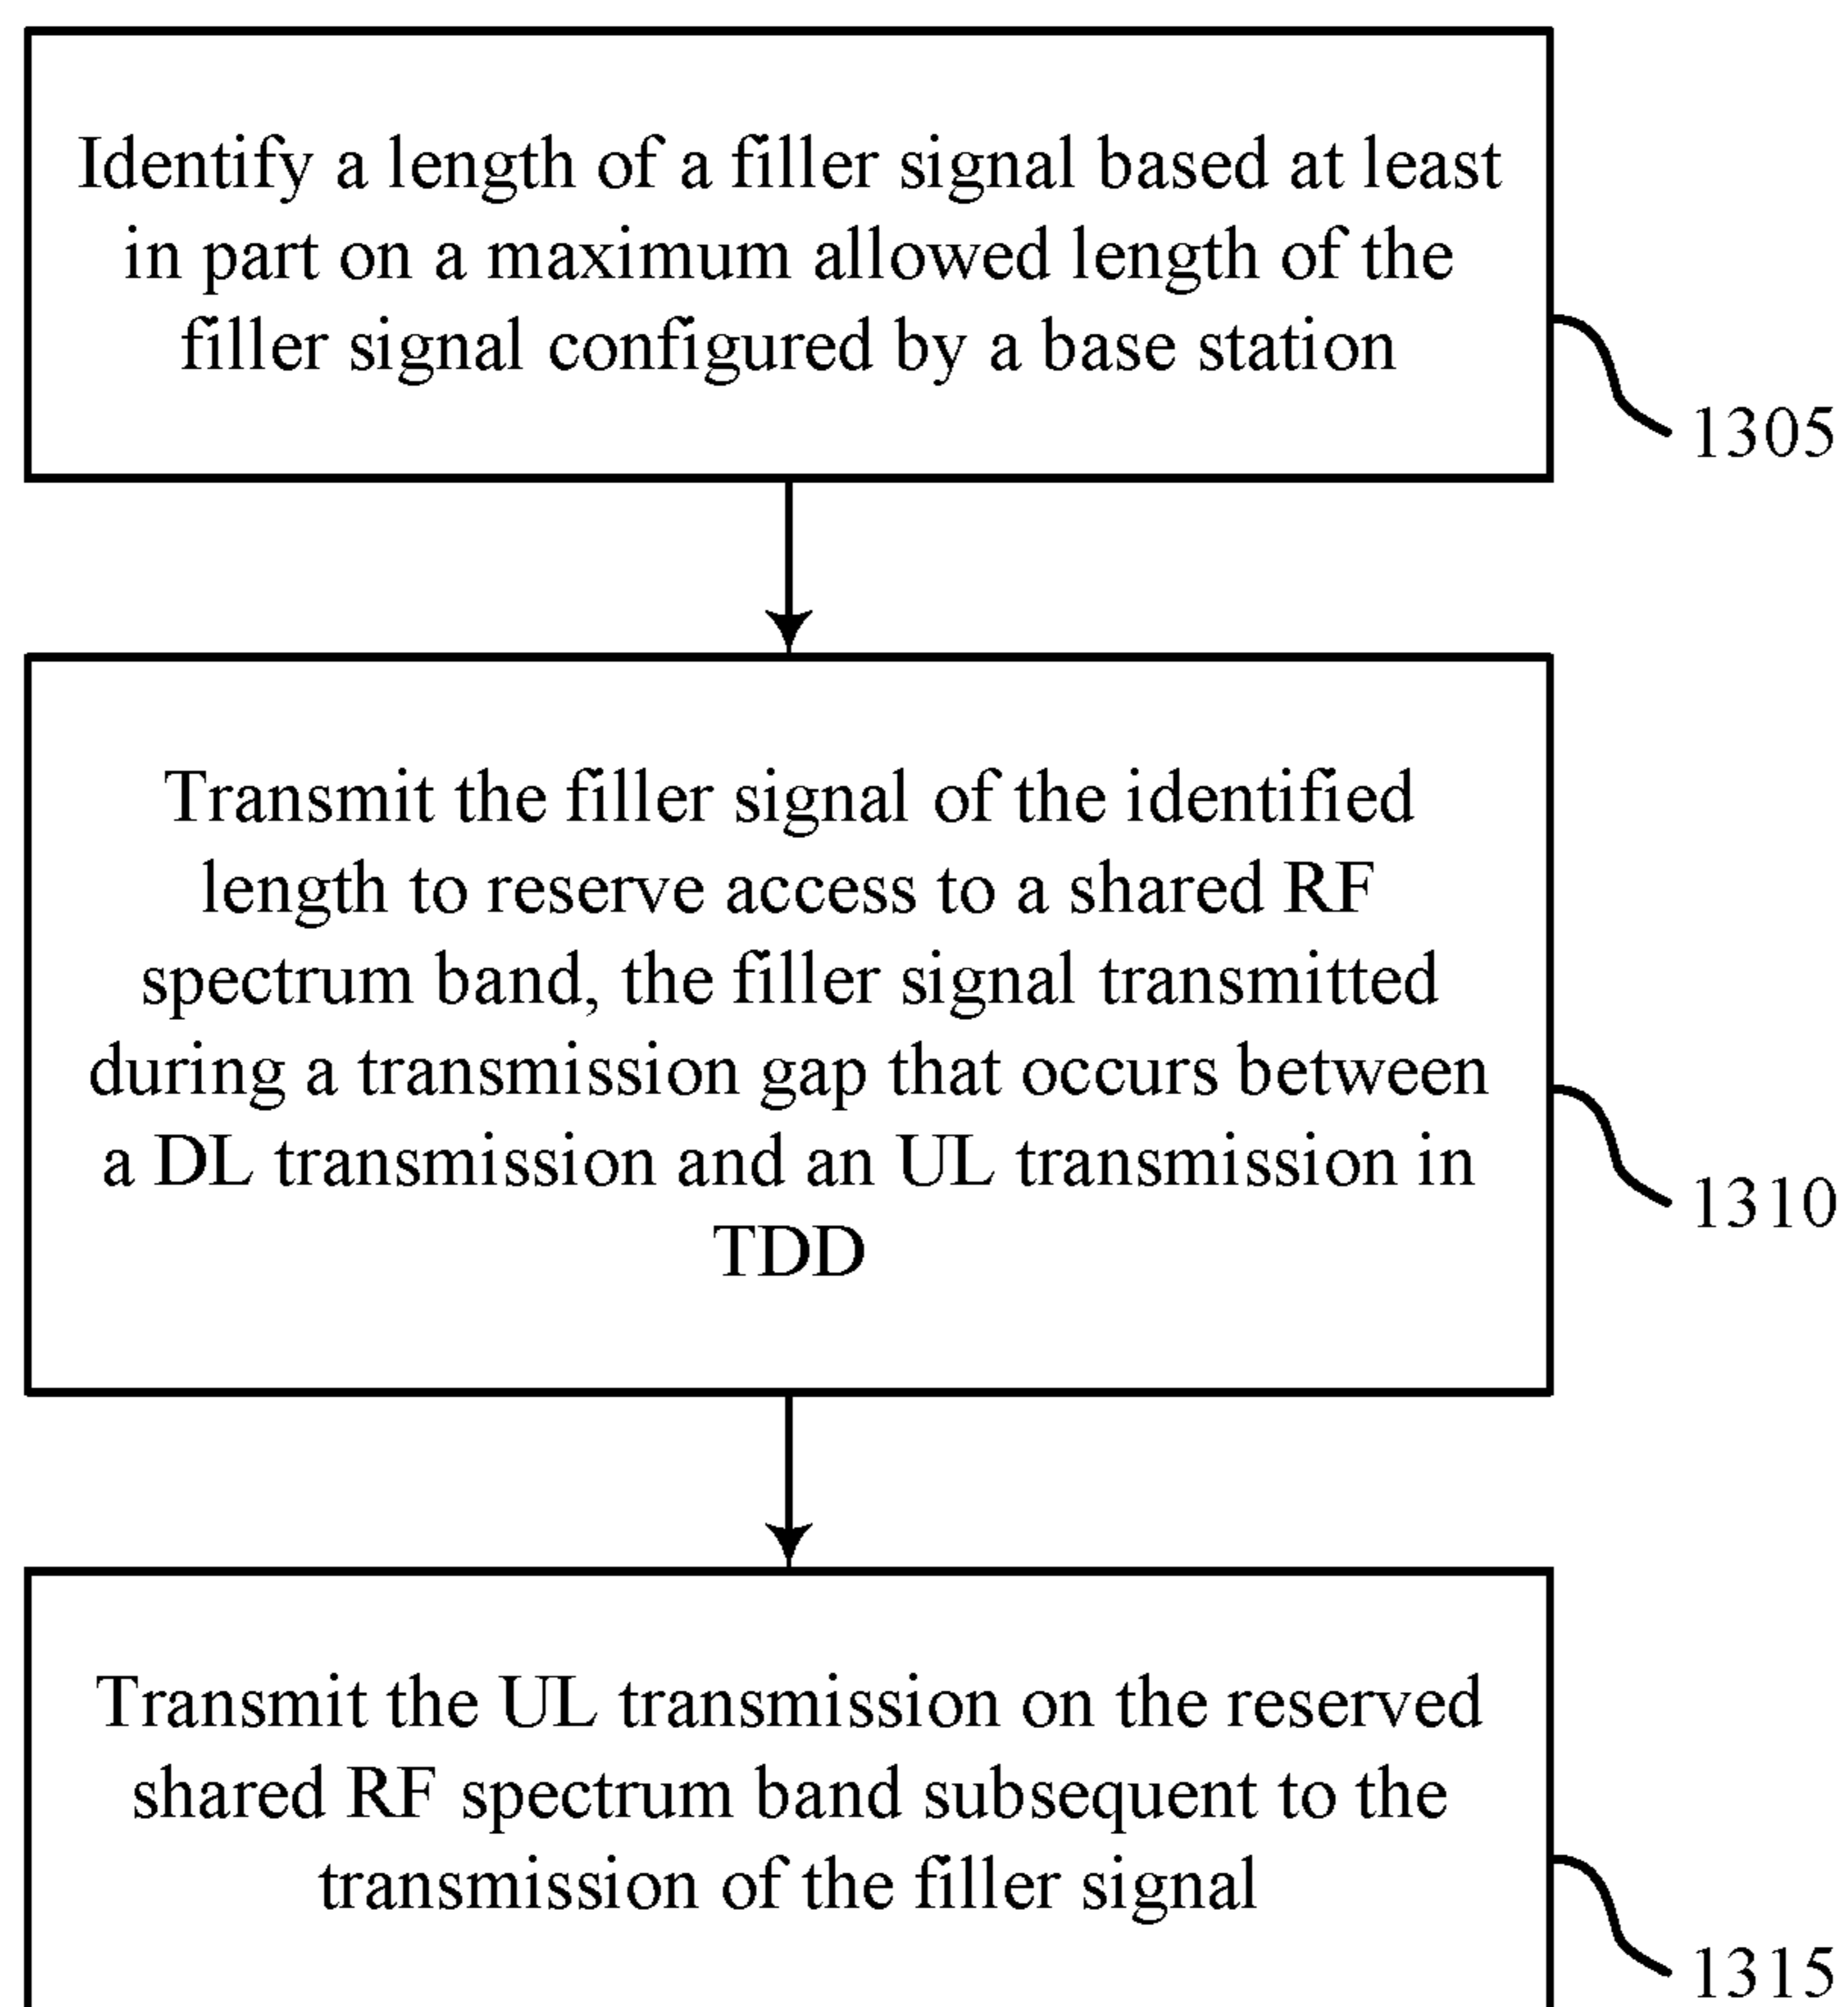 Identify a length of a filler signal based at least
in part on a maximum allowed length of the
filler signal configured by a base station
1305
Transmit the filler signal of the identified
length to reserve access to a shared RF
spectrum band, the filler signal transmitted
during a transmission gap that occurs between
a DL transmission and an UL transmission in
TDD
1310
Transmit the UL transmission on the reserved
shared RF spectrum band subsequent to the
transmission of the filler signal
1315